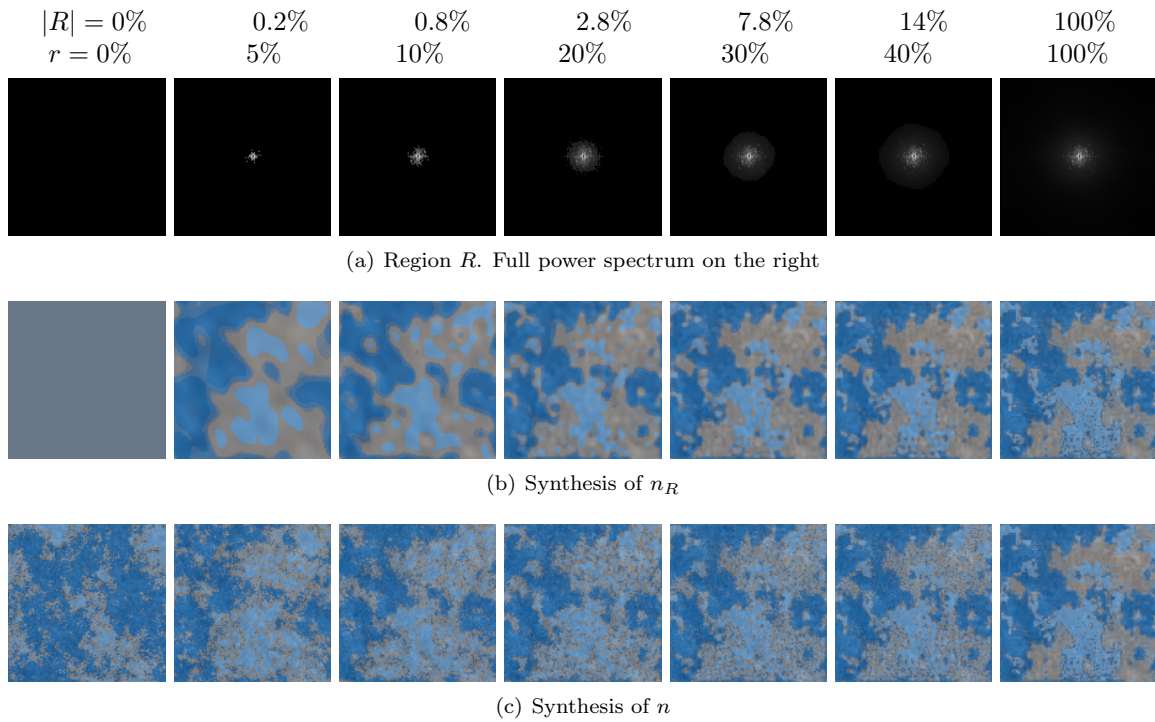 |R| = 0% 0.2% 0.8% 2.8% 7.8% 14% 100%
r = 0% 5% 10% 20% 30% 40% 100%
(a) Region R. Full power spectrum on the right
(b) Synthesis of n_R
(c) Synthesis of n